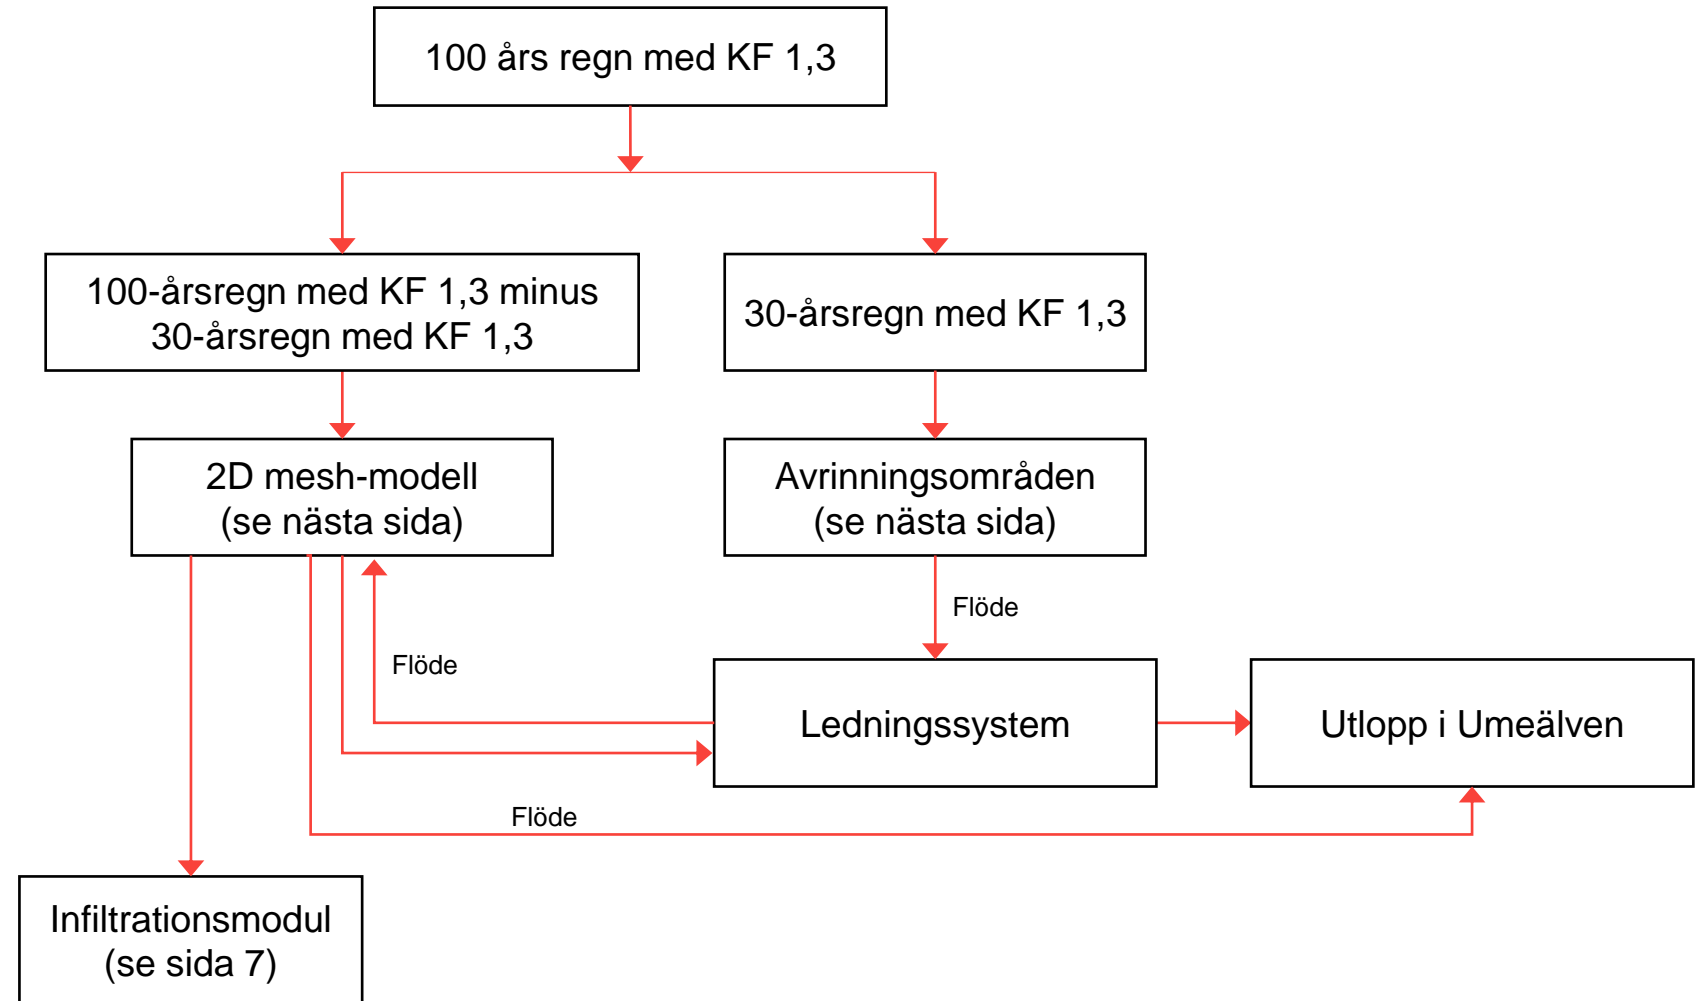 100 års regn med KF 1,3
100-årsregn med KF 1,3 minus
30-årsregn med KF 1,3
30-årsregn med KF 1,3
2D mesh-modell
(se nästa sida)
Avrinningsområden
(se nästa sida)
Flöde
Flöde
Ledningssystem
Utlopp i Umeälven
Flöde
Infiltrationsmodul
(se sida 7)